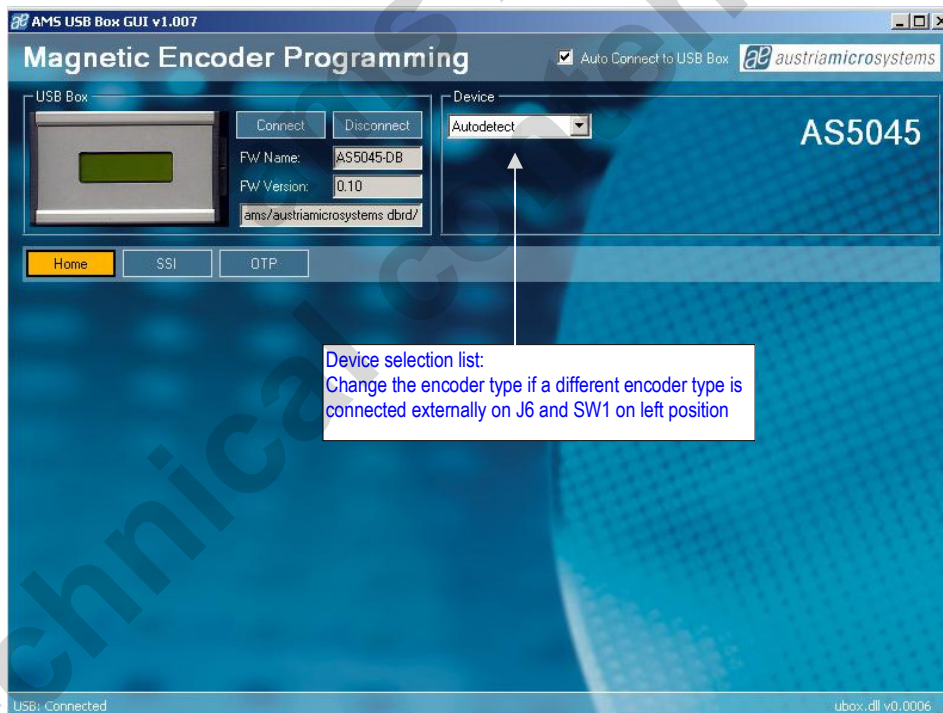 AMS USB Box GUI v1.007
Magnetic Encoder Programming
Auto Connect to USB Box
austriamicrosystems
USB Box
Connect
Disconnect
FW Name:
AS5045-DB
FW Version:
0.10
ams/austriamicrosystems dbrd/
Device
Autodetect
AS5045
Home
SSI
OTP
Device selection list:
Change the encoder type if a different encoder type is
connected externally on J6 and SW1 on left position
USB: Connected
ubox.dll v0.0006